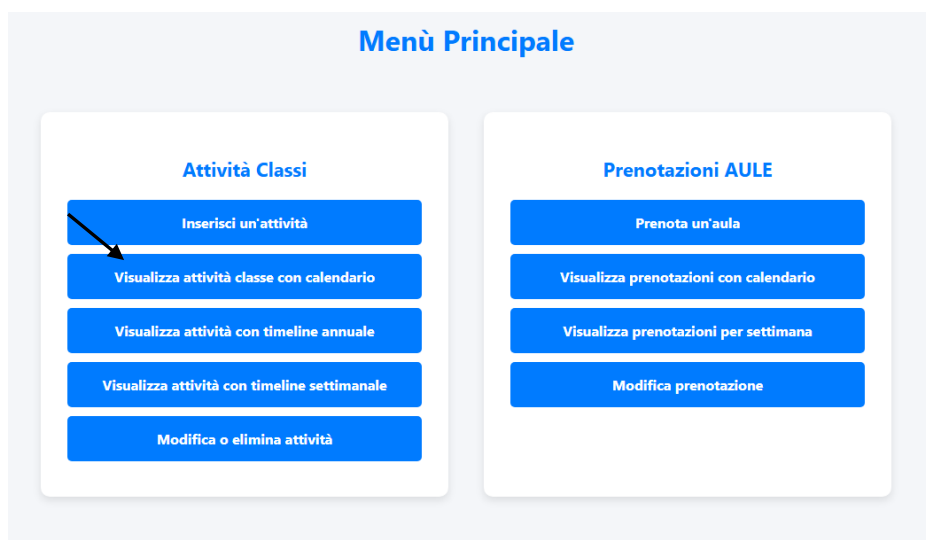 Menù Principale
Attività Classi
Inserisci un'attività
Visualizza attività classe con calendario
Visualizza attività con timeline annuale
Visualizza attività con timeline settimanale
Modifica o elimina attività
Prenotazioni AULE
Prenota un'aula
Visualizza prenotazioni con calendario
Visualizza prenotazioni per settimana
Modifica prenotazione